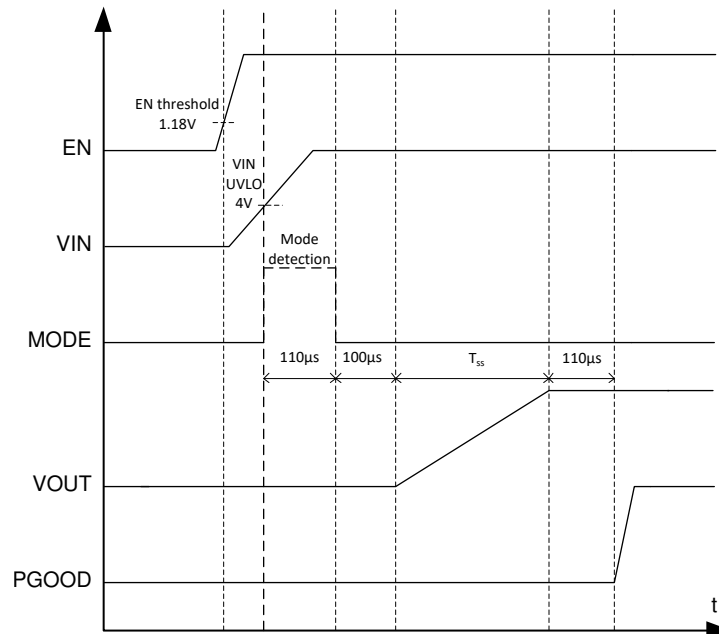 EN threshold
1.18V
EN
VIN
UVLO
4V
VIN
Mode
detection
MODE
110µs
100µs
Tss
110µs
VOUT
PGOOD
t